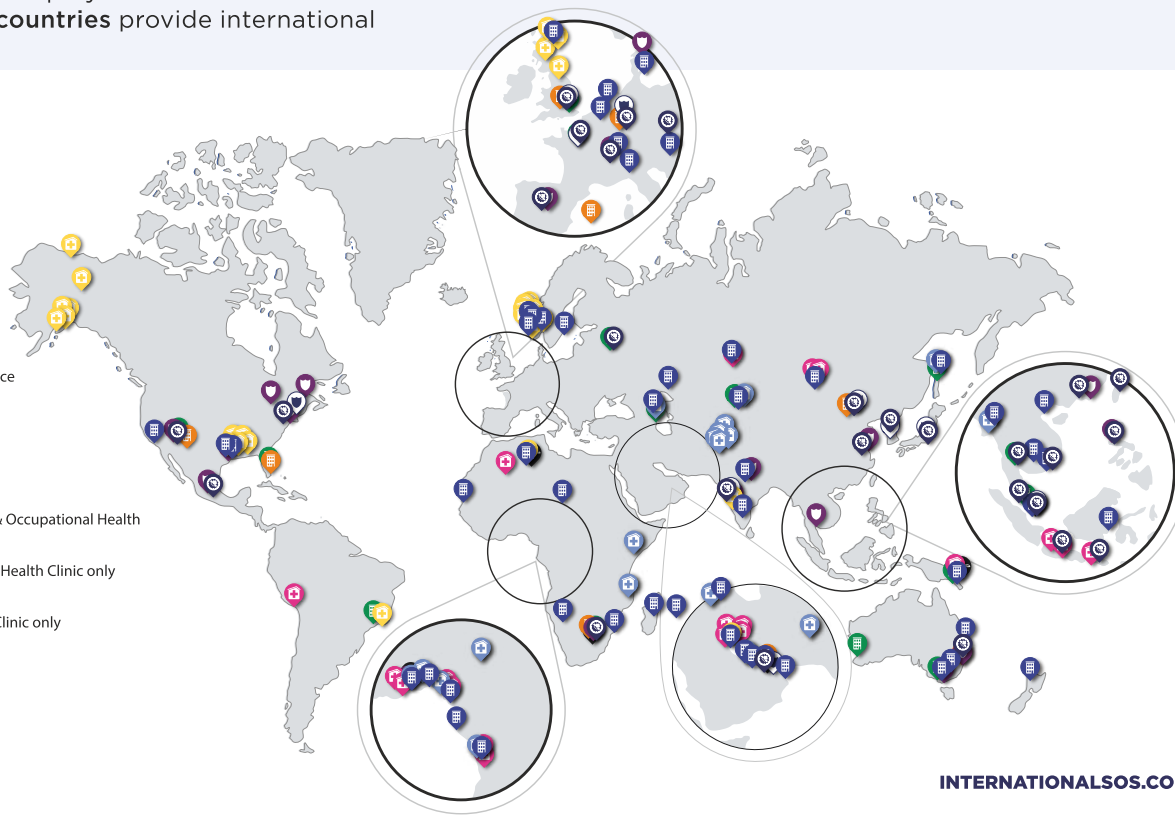 countries provide international
ce
& Occupational Health
Health Clinic only
Clinic only
INTERNATIONALSOS.CO